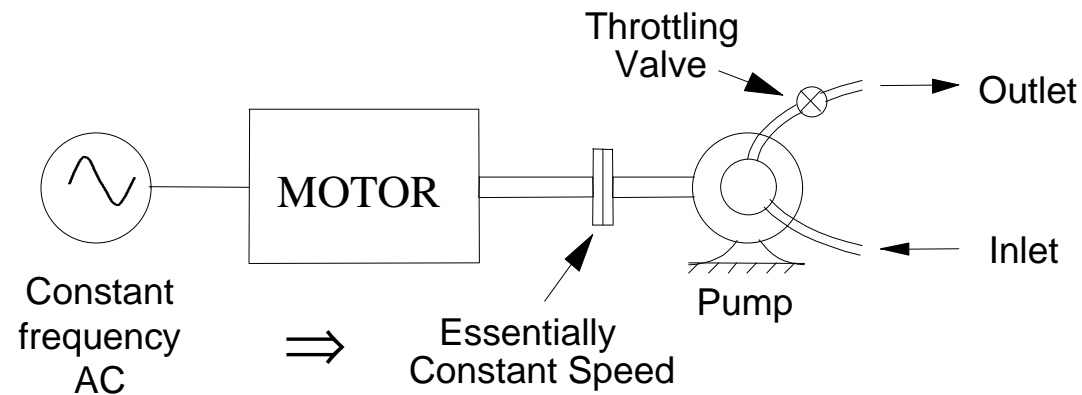 Throttling
Valve
Outlet
MOTOR
Inlet
Pump
Constant
frequency
AC
⇒
Essentially
Constant Speed